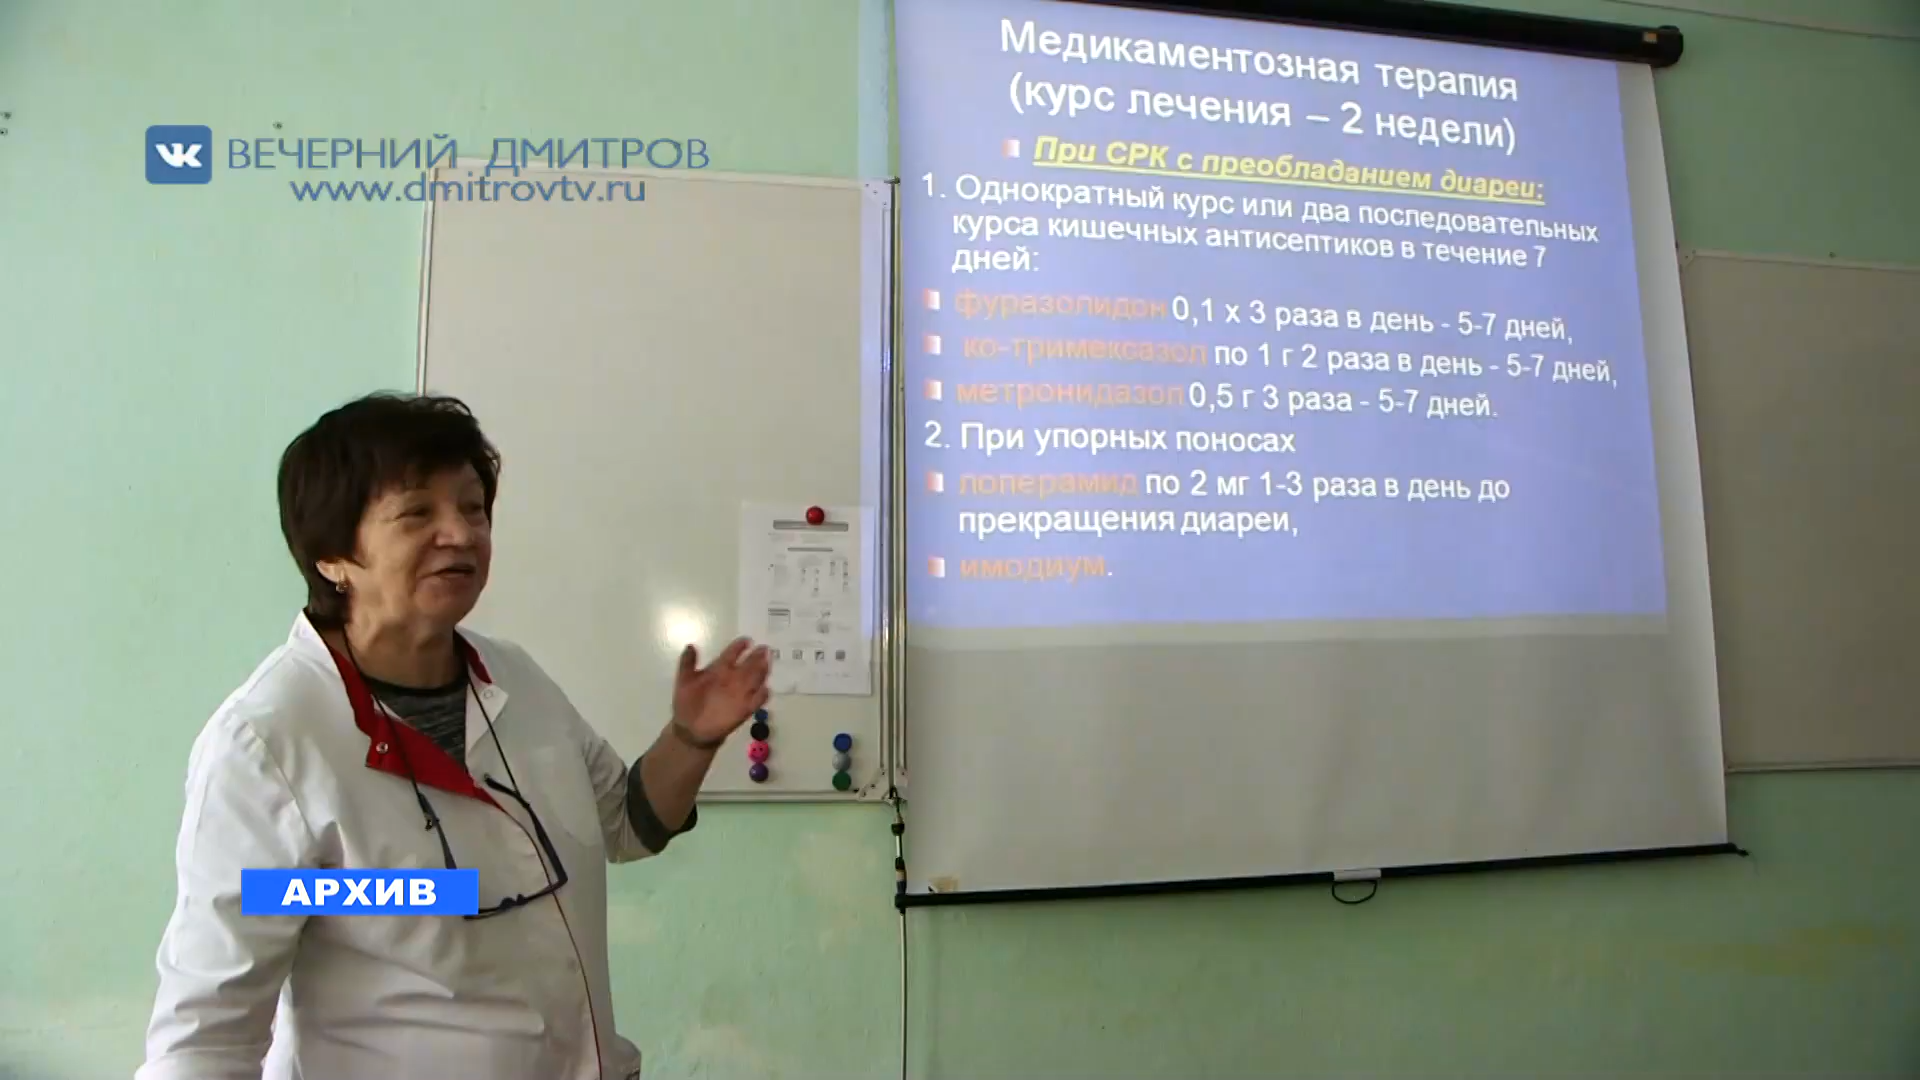 ВЕЧЕРНИЙ ДМИТРОВ
www.dmitrovtv.ru
Медикаментозная терапия
(курс лечения – 2 недели)
При СРК с преобладанием диареи:
1. Однократный курс или два последовательных
курса кишечных антисептиков в течение 7
дней:
фуразолидон 0,1 х 3 раза в день - 5-7 дней,
ко-тримексазол по 1 г 2 раза в день - 5-7 дней,
метронидазол 0,5 г 3 раза - 5-7 дней.
2. При упорных поносах
лоперамид по 2 мг 1-3 раза в день до
прекращения диареи,
имодиум.
АРХИВ